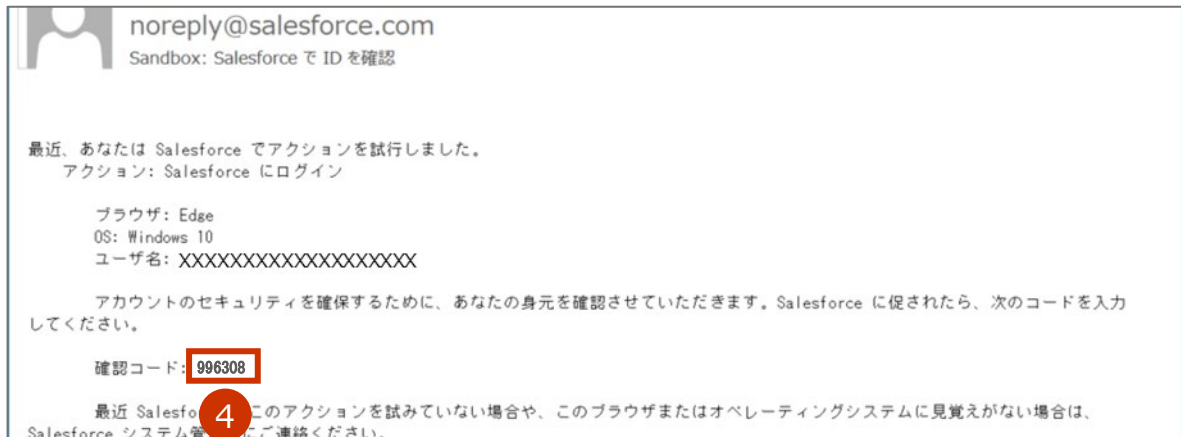 noreply@salesforce.com
Sandbox: Salesforce で ID を確認
最近、あなたは Salesforce でアクションを試行しました。
アクション: Salesforce にログイン
ブラウザ: Edge
OS: Windows 10
ユーザ名: XXXXXXXXXXXXXXXXXXX
アカウントのセキュリティを確保するために、あなたの身元を確認させていただきます。Salesforce に促されたら、次のコードを入力
してください。
確認コード: 996308
最近 Salesfo このアクションを試みていない場合や、このブラウザまたはオペレーティングシステムに見覚えがない場合は、
4
Salesforce システム管 にご連絡ください。